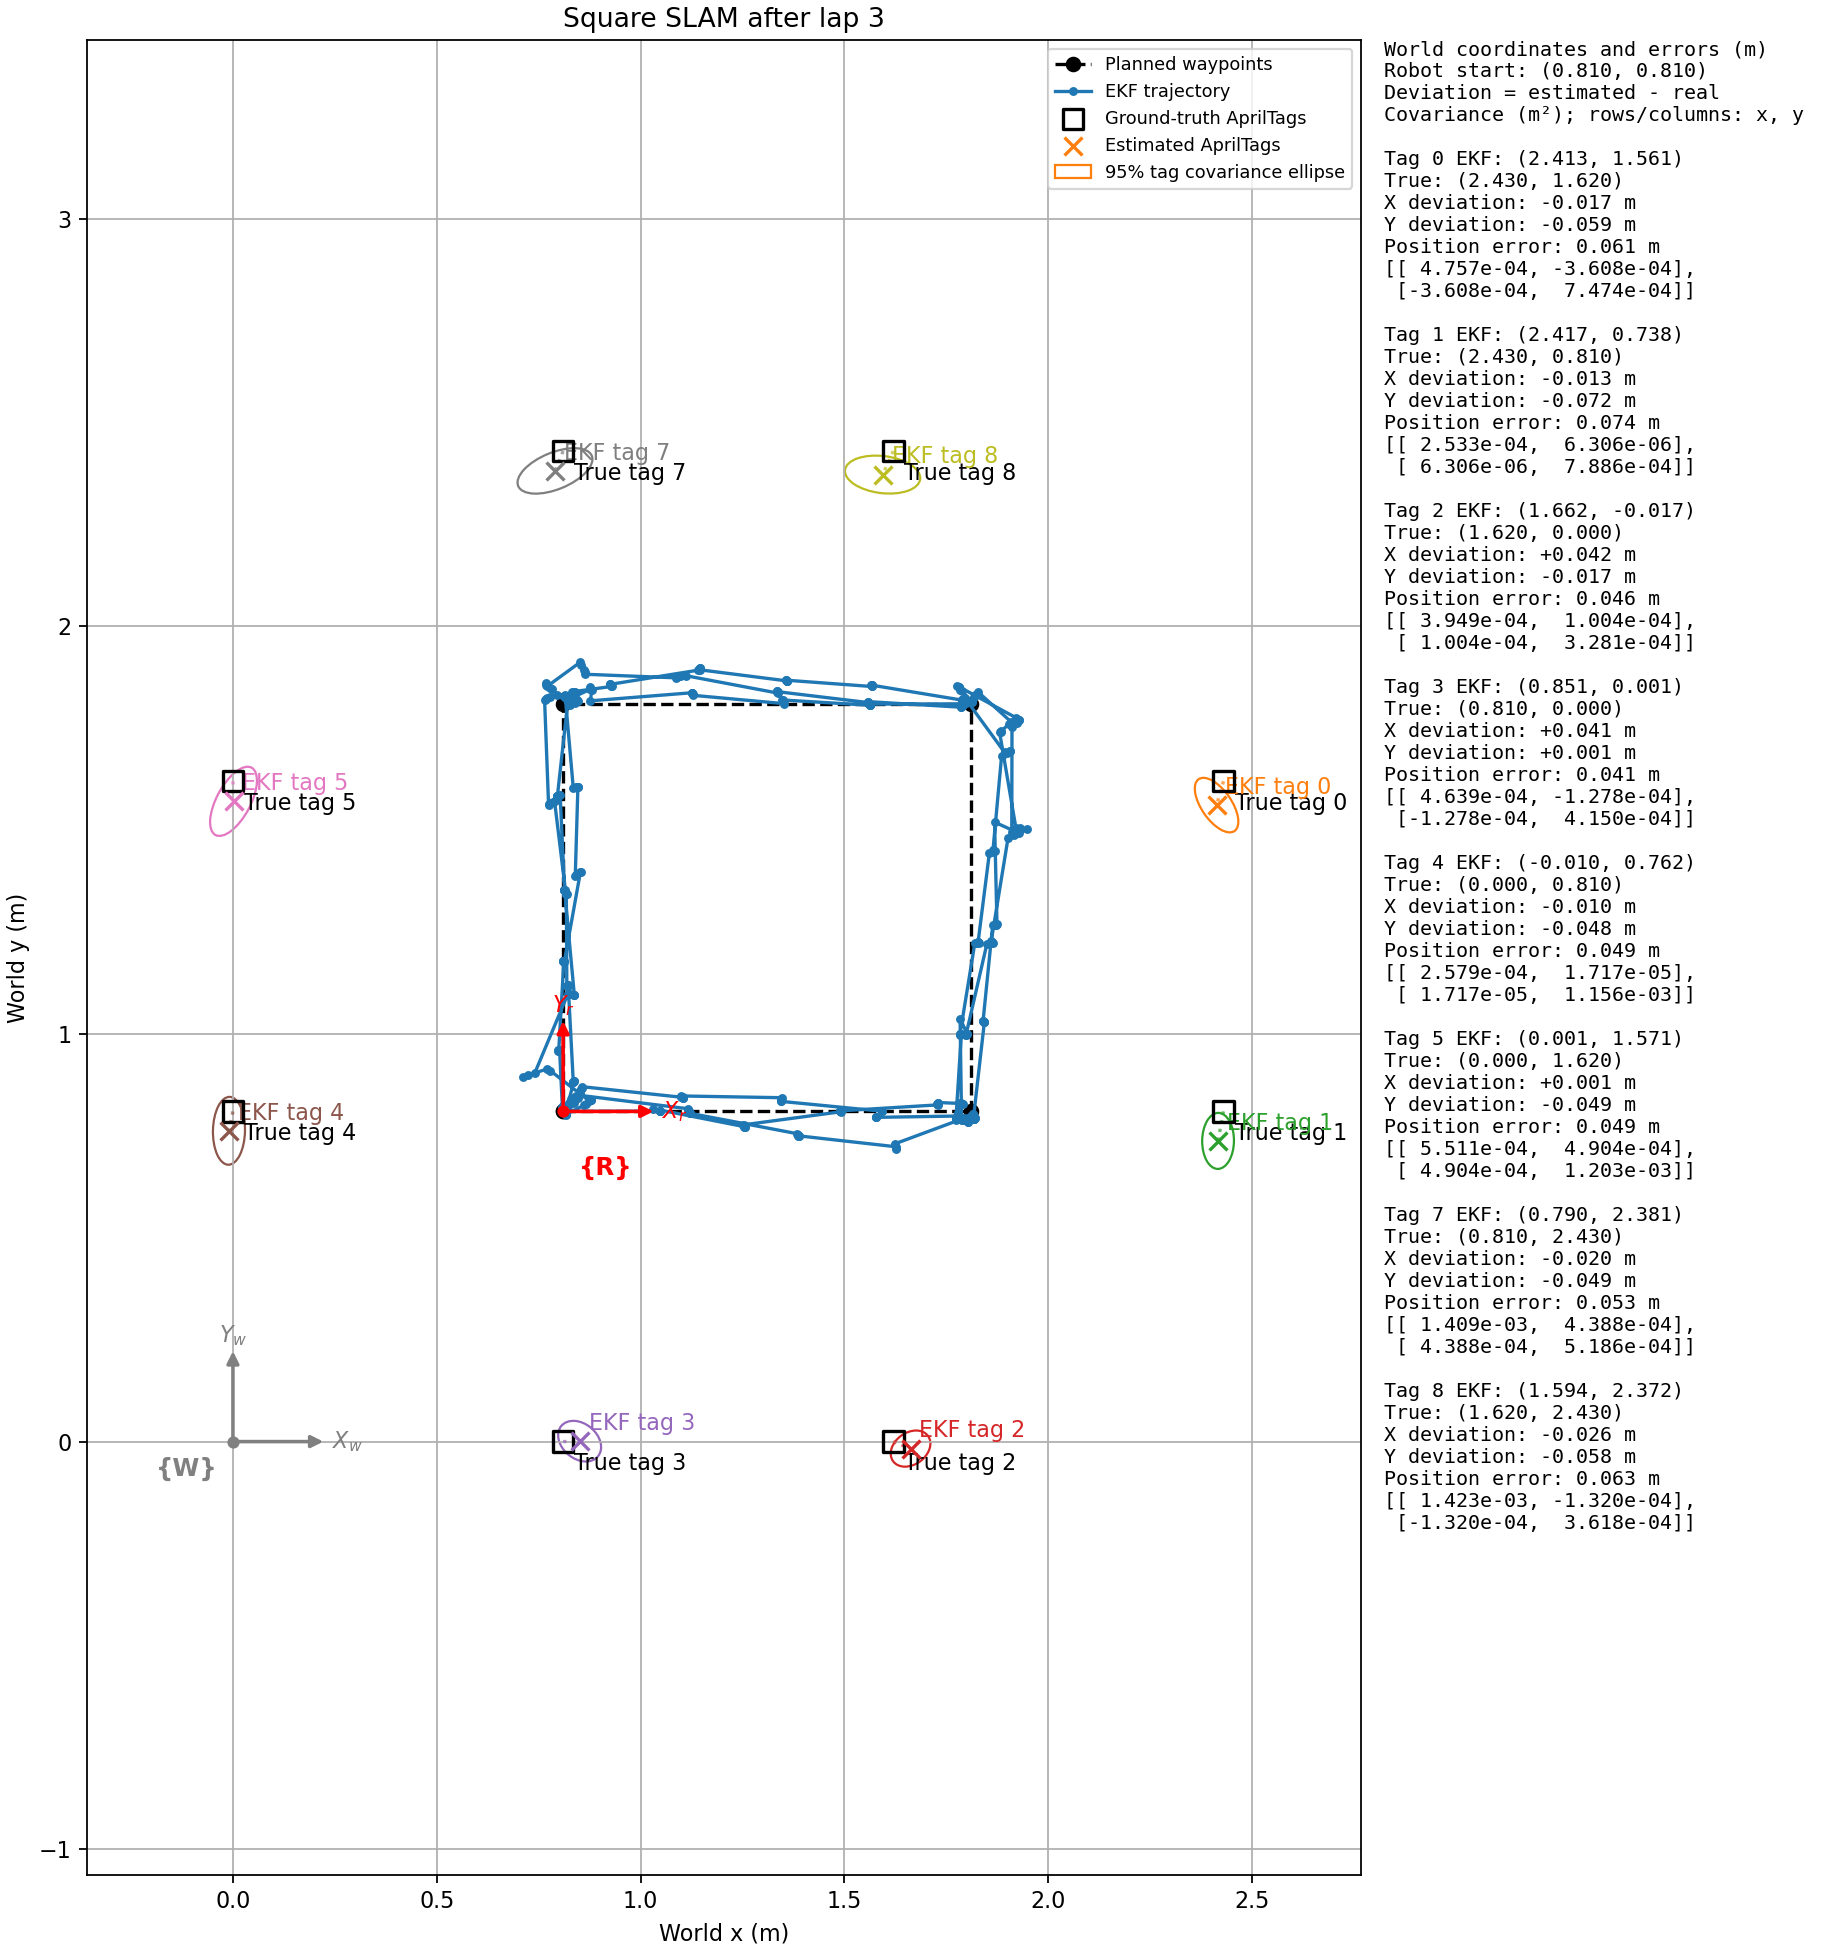 Square SLAM after lap 3
Planned waypoints
EKF trajectory
Ground-truth AprilTags
Estimated AprilTags
95% tag covariance ellipse
World coordinates and errors (m)
Robot start: (0.810, 0.810)
Deviation = estimated - real
Covariance (m²); rows/columns: x, y
Tag 0 EKF: (2.413, 1.561)
True: (2.430, 1.620)
X deviation: -0.017 m
Y deviation: -0.059 m
Position error: 0.061 m
[[ 4.757e-04, -3.608e-04],
[-3.608e-04,  7.474e-04]]
Tag 1 EKF: (2.417, 0.738)
True: (2.430, 0.810)
X deviation: -0.013 m
Y deviation: -0.072 m
Position error: 0.074 m
[[ 2.533e-04,  6.306e-06],
[ 6.306e-06,  7.886e-04]]
Tag 2 EKF: (1.662, -0.017)
True: (1.620, 0.000)
X deviation: +0.042 m
Y deviation: -0.017 m
Position error: 0.046 m
[[ 3.949e-04,  1.004e-04],
[ 1.004e-04,  3.281e-04]]
Tag 3 EKF: (0.851, 0.001)
True: (0.810, 0.000)
X deviation: +0.041 m
Y deviation: +0.001 m
Position error: 0.041 m
[[ 4.639e-04, -1.278e-04],
[-1.278e-04,  4.150e-04]]
Tag 4 EKF: (-0.010, 0.762)
True: (0.000, 0.810)
X deviation: -0.010 m
Y deviation: -0.048 m
Position error: 0.049 m
[[ 2.579e-04,  1.717e-05],
[ 1.717e-05,  1.156e-03]]
Tag 5 EKF: (0.001, 1.571)
True: (0.000, 1.620)
X deviation: +0.001 m
Y deviation: -0.049 m
Position error: 0.049 m
[[ 5.511e-04,  4.904e-04],
[ 4.904e-04,  1.203e-03]]
Tag 7 EKF: (0.790, 2.381)
True: (0.810, 2.430)
X deviation: -0.020 m
Y deviation: -0.049 m
Position error: 0.053 m
[[ 1.409e-03,  4.388e-04],
[ 4.388e-04,  5.186e-04]]
Tag 8 EKF: (1.594, 2.372)
True: (1.620, 2.430)
X deviation: -0.026 m
Y deviation: -0.058 m
Position error: 0.063 m
[[ 1.423e-03, -1.320e-04],
[-1.320e-04,  3.618e-04]]
EKF tag 7
True tag 7
EKF tag 8
True tag 8
EKF tag 5
True tag 5
EKF tag 0
True tag 0
EKF tag 4
True tag 4
EKF tag 1
True tag 1
EKF tag 3
True tag 3
EKF tag 2
True tag 2
Yr
Xr
{R}
Yw
Xw
{W}
3
2
1
0
−1
0.0
0.5
1.0
1.5
2.0
2.5
World x (m)
World y (m)